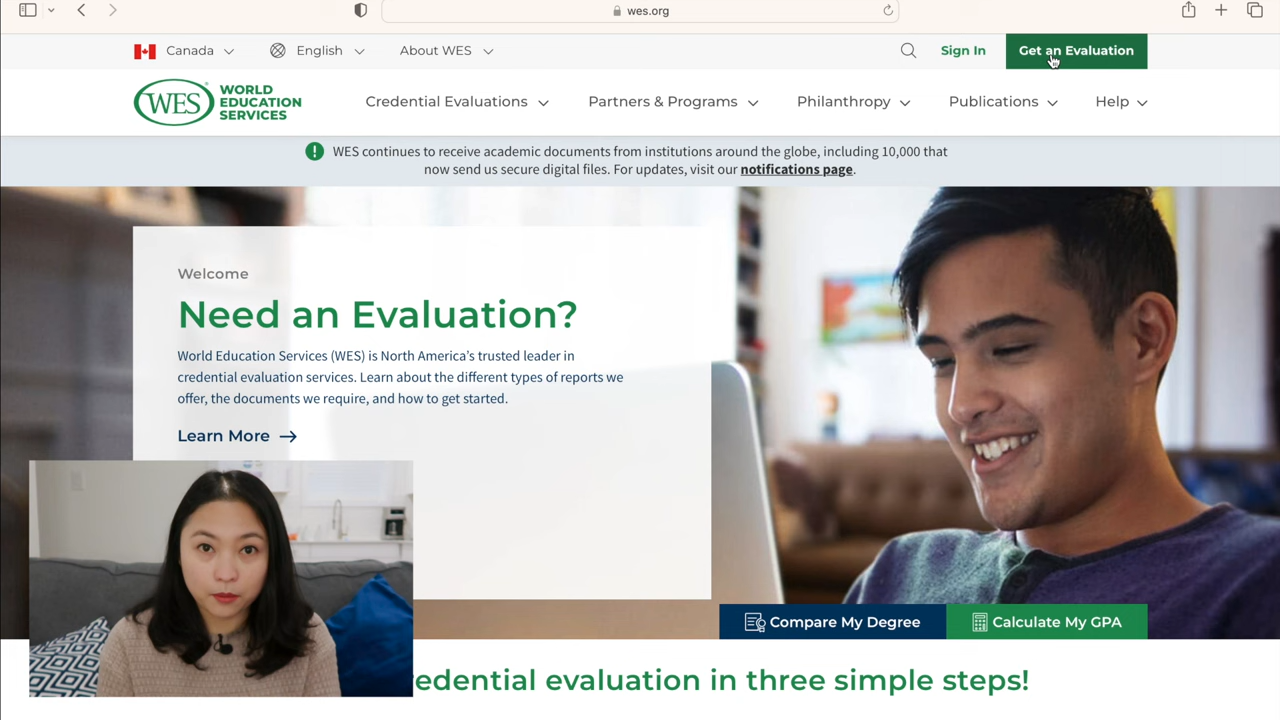 wes.org
Canada
English
About WES
Sign In
Get an Evaluation
WES
WORLD
EDUCATION
SERVICES
Credential Evaluations
Partners & Programs
Philanthropy
Publications
Help
WES continues to receive academic documents from institutions around the globe, including 10,000 that
now send us secure digital files. For updates, visit our notifications page.
Welcome
Need an Evaluation?
World Education Services (WES) is North America's trusted leader in
credential evaluation services. Learn about the different types of reports we
offer, the documents we require, and how to get started.
Learn More
Compare My Degree
Calculate My GPA
edential evaluation in three simple steps!